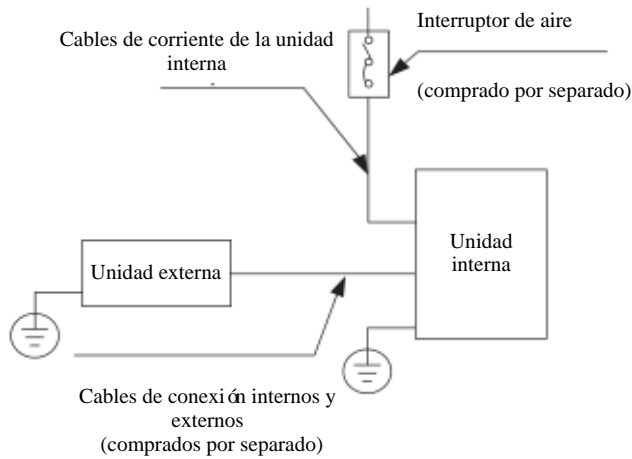 Cables de corriente de la unidad
interna
Interruptor de aire
(comprado por separado)
Unidad
interna
Unidad externa
Cables de conexión internos y
externos
(comprados por separado)